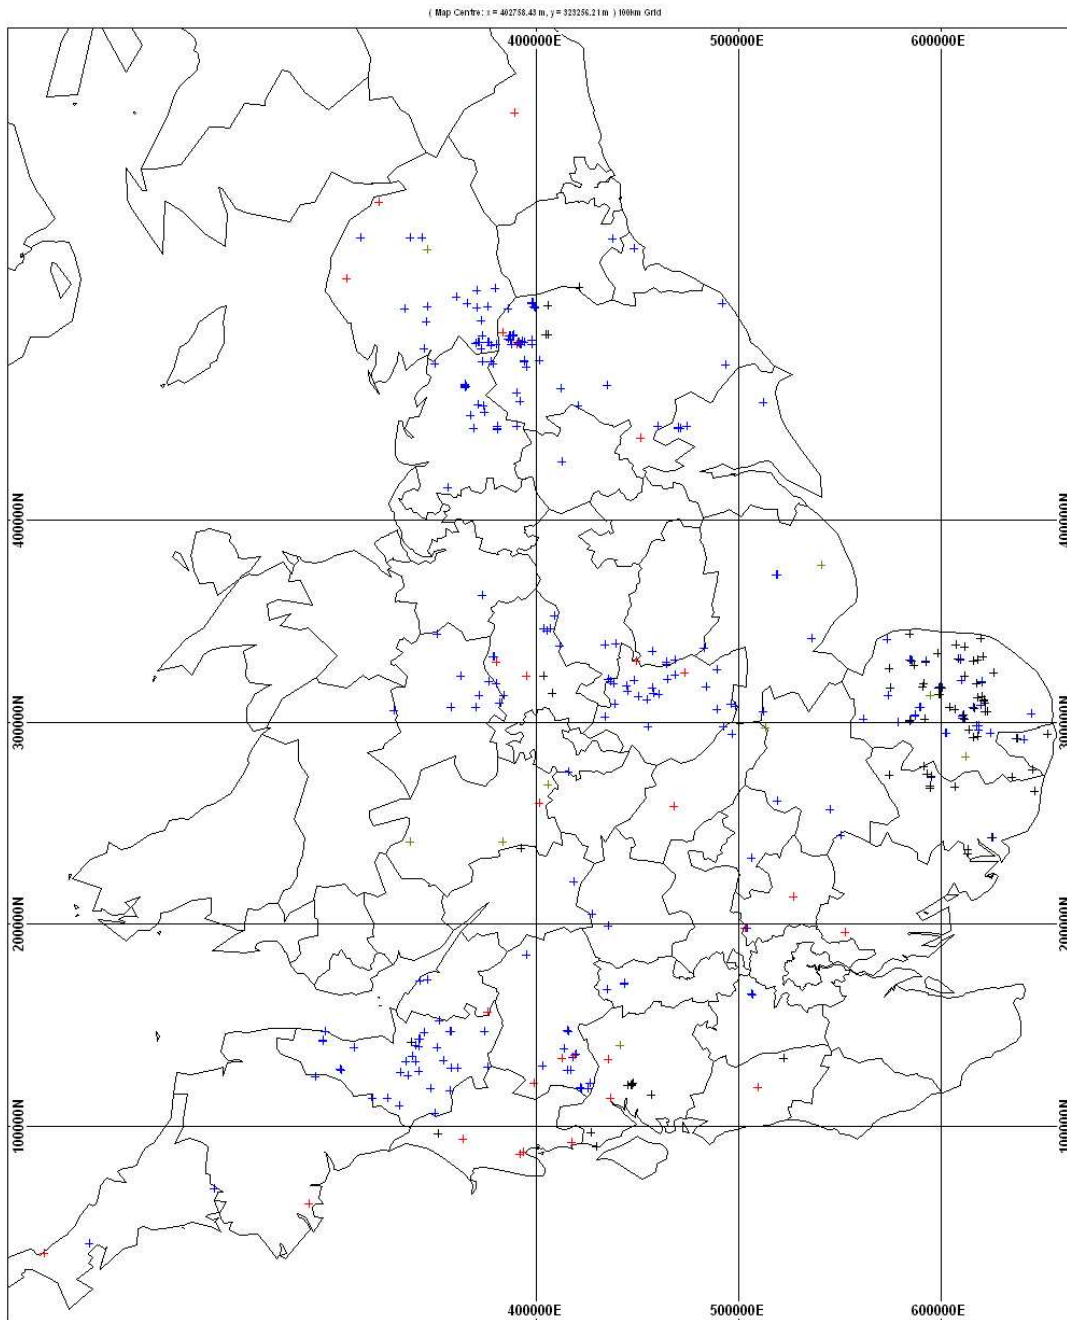 ( Map Centre: x = 402758.43 m, y = 323256.21 m ) 100km Grid
400000E 500000E 600000E
400000N 400000N
300000N 300000N
200000N 200000N
100000N 100000N
400000E 500000E 600000E